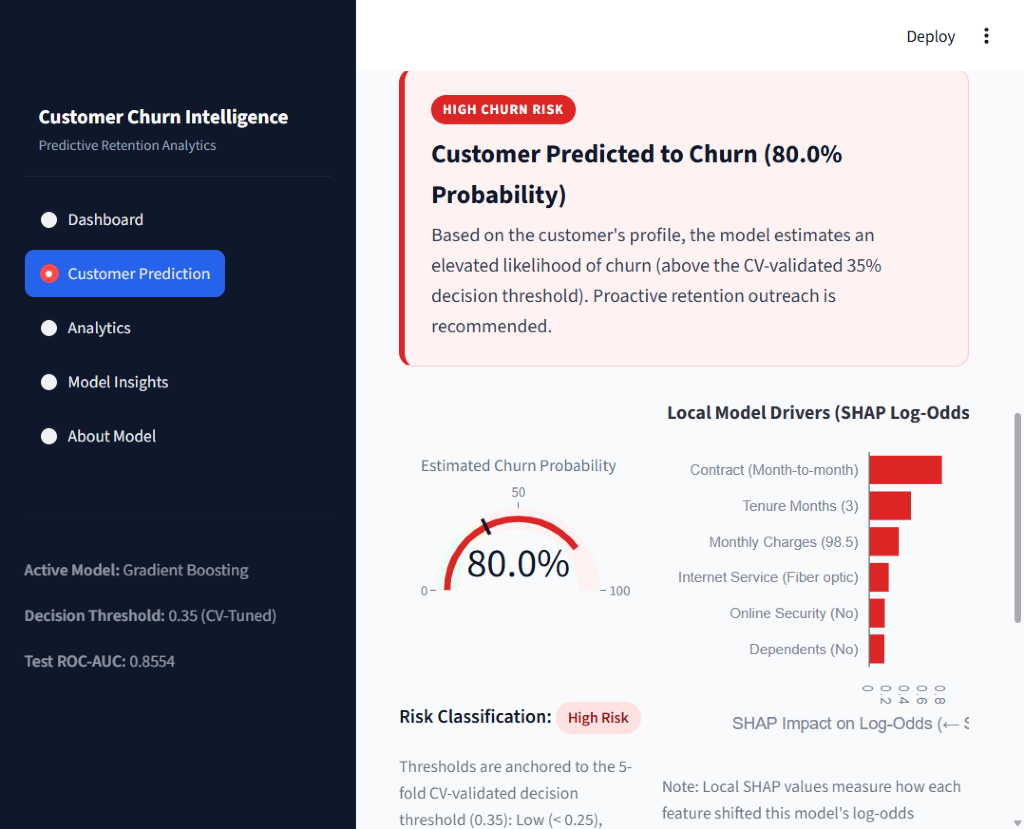 Deploy
Customer Churn Intelligence
Predictive Retention Analytics
Dashboard
Customer Prediction
Analytics
Model Insights
About Model
Active Model: Gradient Boosting
Decision Threshold: 0.35 (CV-Tuned)
Test ROC-AUC: 0.8554
HIGH CHURN RISK
Customer Predicted to Churn (80.0%
Probability)
Based on the customer's profile, the model estimates an
elevated likelihood of churn (above the CV-validated 35%
decision threshold). Proactive retention outreach is
recommended.
Estimated Churn Probability
50
80.0%
0
100
Risk Classification: High Risk
Thresholds are anchored to the 5-
fold CV-validated decision
threshold (0.35): Low (< 0.25),
Local Model Drivers (SHAP Log-Odds
Contract (Month-to-month)
Tenure Months (3)
Monthly Charges (98.5)
Internet Service (Fiber optic)
Online Security (No)
Dependents (No)
0
0.2
0.4
0.6
0.8
SHAP Impact on Log-Odds (←
Note: Local SHAP values measure how each
feature shifted this model's log-odds